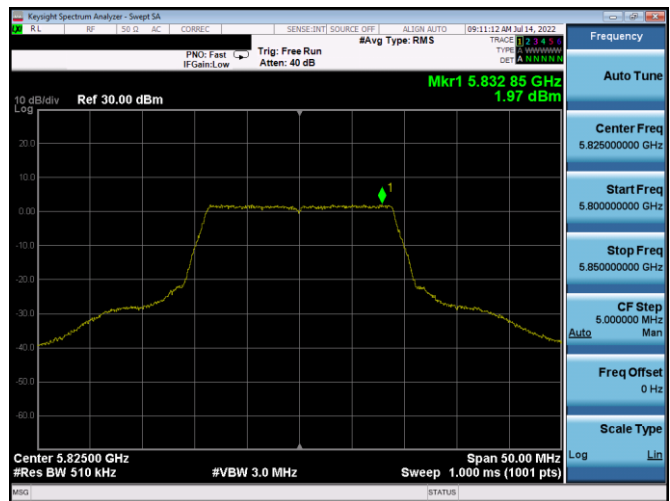 Keysight Spectrum Analyzer - Swept SA
RL RF 50 Ω AC CORREC SENSE:INT SOURCE OFF ALIGN AUTO 09:11:12 AM Jul 14, 2022
PNO: Fast
IFGain:Low
Trig: Free Run
Atten: 40 dB
#Avg Type: RMS
TRACE 1 2 3 4 5 6
TYPE A WWWWW
DET A N N N N N
Mkr1 5.832 85 GHz
1.97 dBm
10 dB/div
Log
Ref 30.00 dBm
20.0
10.0
0.00
-10.0
-20.0
-30.0
-40.0
-50.0
-60.0
1
Center 5.82500 GHz
Span 50.00 MHz
#Res BW 510 kHz
#VBW 3.0 MHz
Sweep 1.000 ms (1001 pts)
MSG
STATUS
Frequency
Auto Tune
Center Freq
5.825000000 GHz
Start Freq
5.800000000 GHz
Stop Freq
5.850000000 GHz
CF Step
5.000000 MHz
Auto Man
Freq Offset
0 Hz
Scale Type
Log Lin